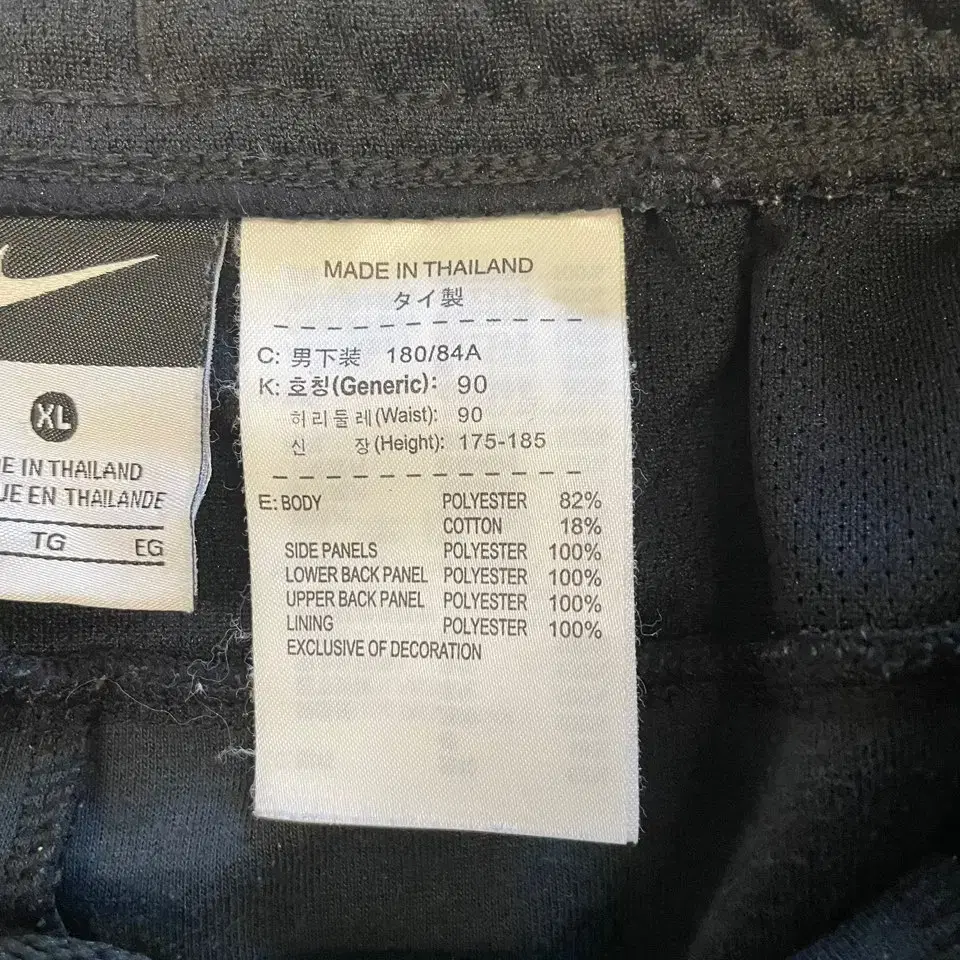 XL
E IN THAILAND
UE EN THAILANDE
TG EG
MADE IN THAILAND
タイ製
C: 男下装 180/84A
K: 호칭(Generic): 90
허리둘레(Waist): 90
신 장(Height): 175-185
E: BODY POLYESTER 82%
COTTON 18%
SIDE PANELS POLYESTER 100%
LOWER BACK PANEL POLYESTER 100%
UPPER BACK PANEL POLYESTER 100%
LINING POLYESTER 100%
EXCLUSIVE OF DECORATION